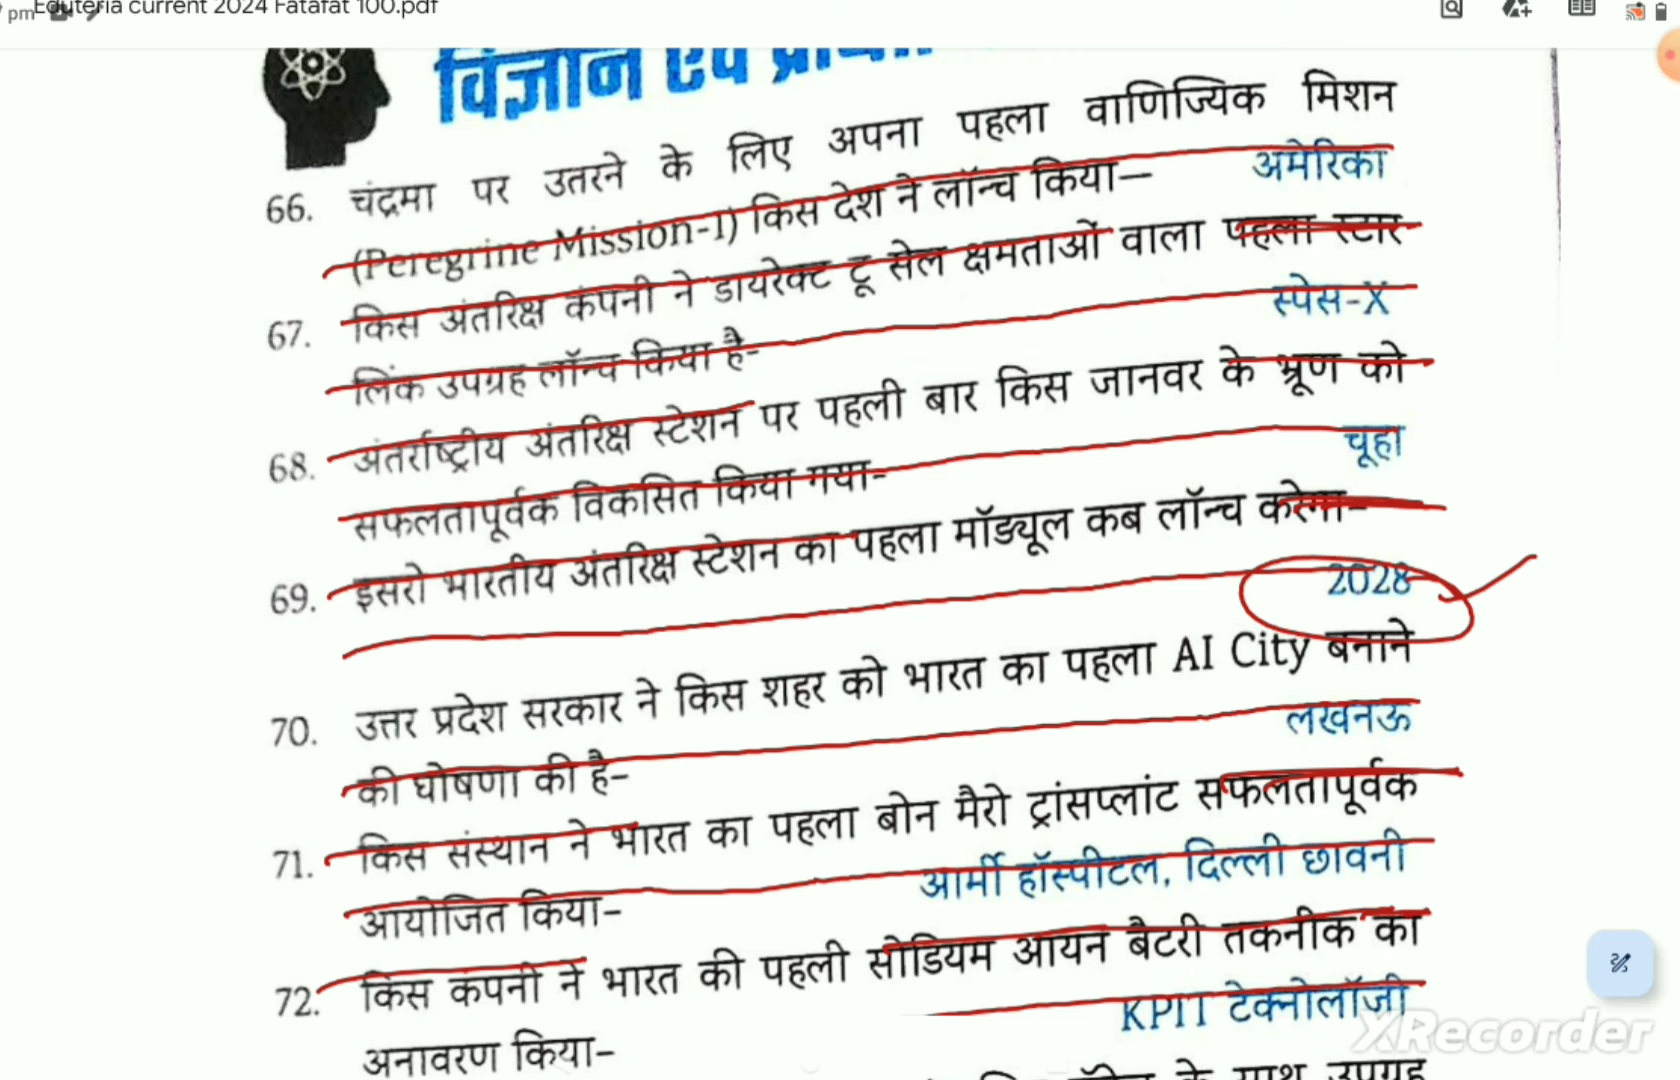 pm
Eduteria current 2024 Fatafat 100.pdf
विज्ञान एवं
66. चंद्रमा पर उतरने के लिए अपना पहला वाणिज्यिक मिशन
(Peregrine Mission-1) किस देश ने लॉन्च किया— अमेरिका
67. किस अंतरिक्ष कंपनी ने डायरेक्ट टू सेल क्षमताओं वाला पहला स्टार
लिंक उपग्रह लॉन्च किया है- स्पेस-X
68. अंतर्राष्ट्रीय अंतरिक्ष स्टेशन पर पहली बार किस जानवर के भ्रूण को
सफलतापूर्वक विकसित किया गया- चूहा
69. इसरो भारतीय अंतरिक्ष स्टेशन का पहला मॉड्यूल कब लॉन्च करेगा-
2028
70. उत्तर प्रदेश सरकार ने किस शहर को भारत का पहला AI City बनाने
की घोषणा की है- लखनऊ
71. किस संस्थान ने भारत का पहला बोन मैरो ट्रांसप्लांट सफलतापूर्वक
आयोजित किया- आर्मी हॉस्पीटल, दिल्ली छावनी
72. किस कंपनी ने भारत की पहली सोडियम आयन बैटरी तकनीक का
अनावरण किया- KPIT टेक्नोलॉजी
XRecorder
के साथ उपग्रह